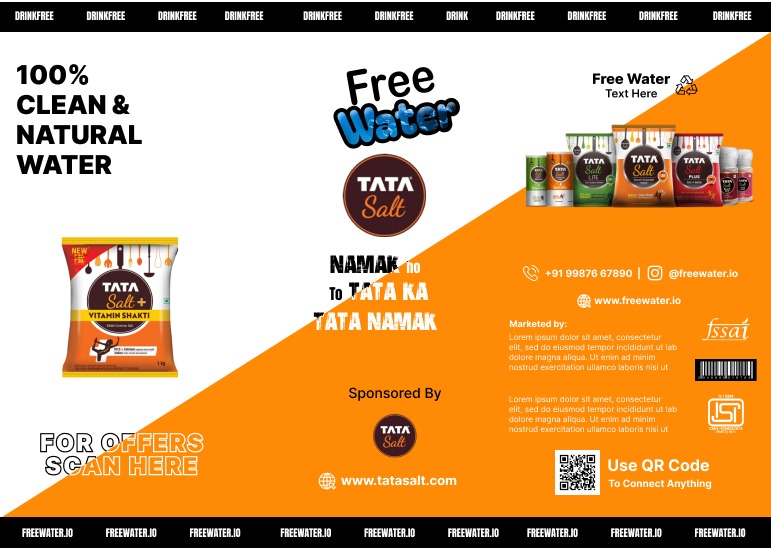 DRINKFREE DRINKFREE DRINKFREE DRINKFREE DRINKFREE DRINKFREE DRINK DRINKFREE DRINKFREE DRINKFREE DRINKFREE
100%
CLEAN &
NATURAL
WATER
NEW
TATA
Salt +
VITAMIN SHAKTI
1 kg
FOR OFFERS
SCAN HERE
Free
Water
TATA
Salt
NAMAK ho
To TATA KA
TATA NAMAK
Sponsored By
TATA
Salt
www.tatasalt.com
Free Water
Text Here
TATA
Salt
LITE
TATA
Salt
TATA
Salt
PLUS
+91 99876 67890 | @freewater.io
www.freewater.io
Marketed by:
Lorem ipsum dolor sit amet, consectetur
elit, sed do eiusmod tempor incididunt ut lab
dolore magna aliqua. Ut enim ad minim
nostrud exercitation ullamco laboris nisi ut
fssai
Lorem ipsum dolor sit amet, consectetur
elit, sed do eiusmod tempor incididunt ut lab
dolore magna aliqua. Ut enim ad minim
nostrud exercitation ullamco laboris nisi ut
Use QR Code
To Connect Anything
FREEWATER.IO FREEWATER.IO FREEWATER.IO FREEWATER.IO FREEWATER.IO FREEWATER.IO FREEWATER.IO FREEWATER.IO FREEWATER.IO